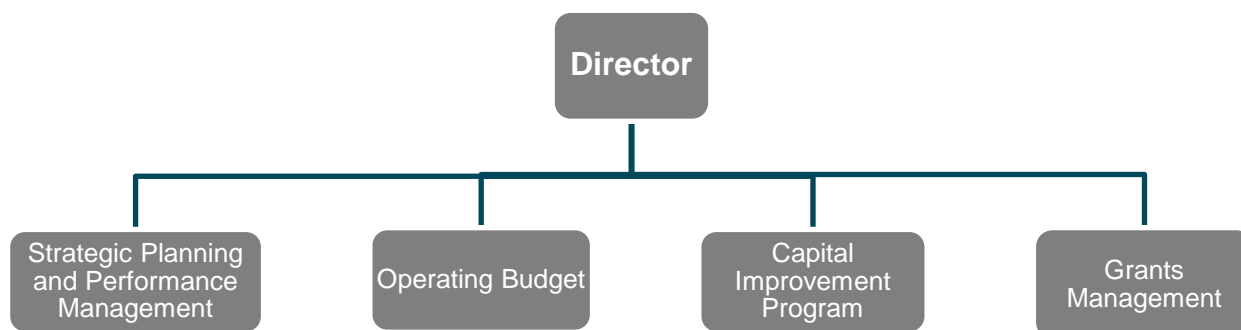 Director
Strategic Planning
and Performance
Management
Operating Budget
Capital
Improvement
Program
Grants
Management